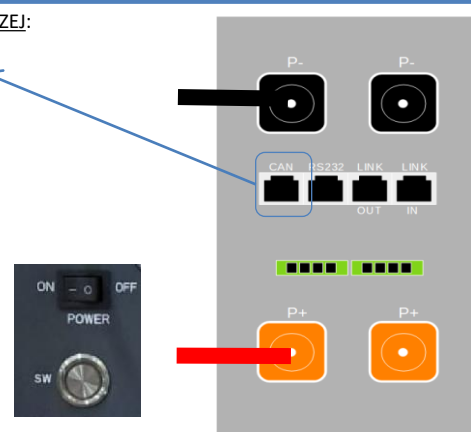 ZEJ:
P- P-
CAN RS232 LINK LINK
OUT IN
ON OFF
POWER
P+ P+
SW